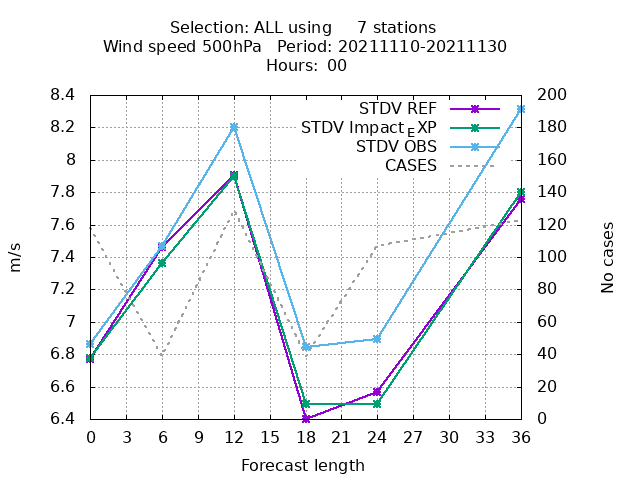 Selection: ALL using 7 stations
Wind speed 500hPa Period: 20211110-20211130
Hours: 00
STDV REF
STDV Impact_EXP
STDV OBS
CASES
8.4
8.2
8
7.8
7.6
7.4
7.2
7
6.8
6.6
6.4
m/s
200
180
160
140
120
100
80
60
40
20
0
No cases
0 3 6 9 12 15 18 21 24 27 30 33 36
Forecast length